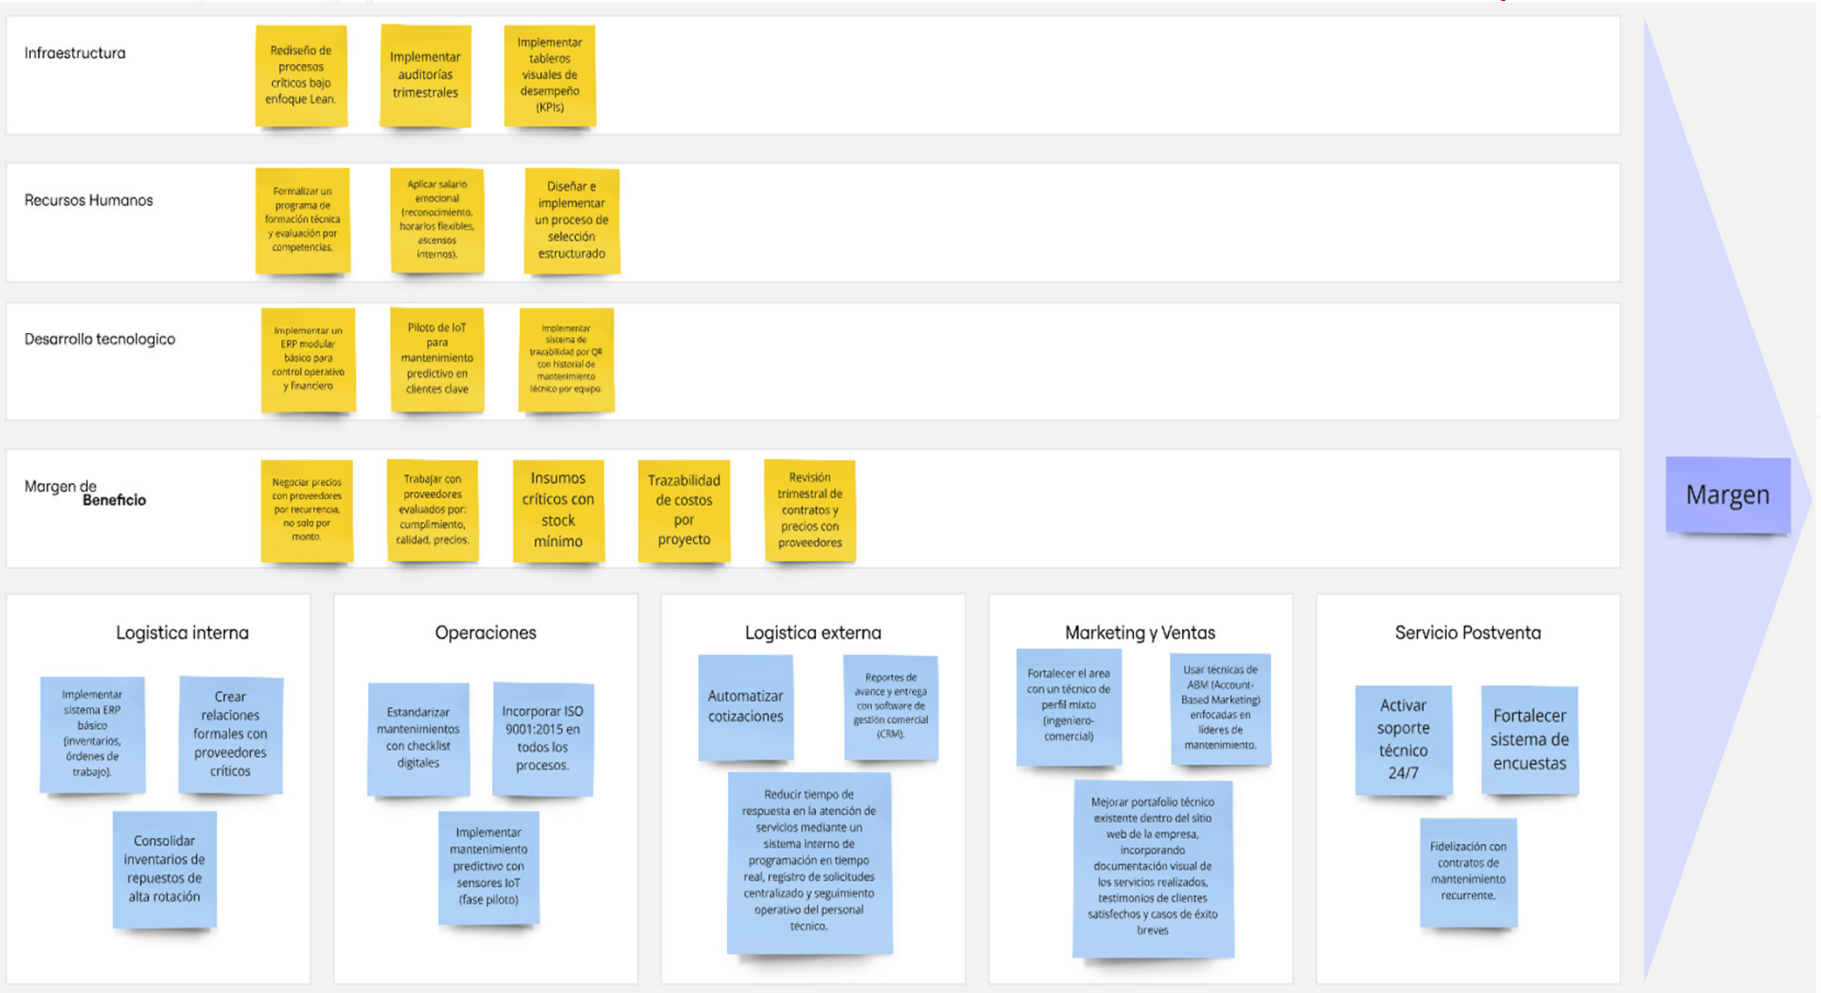 Infraestructura
Rediseño de
procesos
críticos bajo
enfoque Lean.
Implementar
auditorías
trimestrales
Implementar
tableros
visuales de
desempeño
(KPIs)
Recursos Humanos
Formalizar un
programa de
formación técnica
y evaluación por
competencias.
Aplicar salario
emocional
(reconocimiento,
horarios flexibles,
ascensos
internos).
Diseñar e
implementar
un proceso de
selección
estructurado
Desarrollo tecnologico
Implementar un
ERP modular
básico para
control operativo
y financiero
Piloto de IoT
para
mantenimiento
predictivo en
clientes clave
Implementar
sistema de
trazabilidad por QR
con historial de
mantenimiento
técnico por equipo.
Margen de
Beneficio
Negociar precios
con proveedores
por recurrencia,
no solo por
monto.
Trabajar con
proveedores
evaluados por:
cumplimiento,
calidad, precios.
Insumos
críticos con
stock
mínimo
Trazabilidad
de costos
por
proyecto
Revisión
trimestral de
contratos y
precios con
proveedores
Margen
Logistica interna
Implementar
sistema ERP
básico
(inventarios,
órdenes de
trabajo).
Crear
relaciones
formales con
proveedores
críticos
Consolidar
inventarios de
repuestos de
alta rotación
Operaciones
Estandarizar
mantenimientos
con checklist
digitales
Incorporar ISO
9001:2015 en
todos los
procesos.
Implementar
mantenimiento
predictivo con
sensores IoT
(fase piloto)
Logistica externa
Automatizar
cotizaciones
Reportes de
avance y entrega
con software de
gestión comercial
(CRM).
Reducir tiempo de
respuesta en la atención de
servicios mediante un
sistema interno de
programación en tiempo
real, registro de solicitudes
centralizado y seguimiento
operativo del personal
técnico.
Marketing y Ventas
Fortalecer el area
con un técnico de
perfil mixto
(ingeniero-
comercial)
Usar técnicas de
ABM (Account-
Based Marketing)
enfocadas en
líderes de
mantenimiento.
Mejorar portafolio técnico
existente dentro del sitio
web de la empresa,
incorporando
documentación visual de
los servicios realizados,
testimonios de clientes
satisfechos y casos de éxito
breves
Servicio Postventa
Activar
soporte
técnico
24/7
Fortalecer
sistema de
encuestas
Fidelización con
contratos de
mantenimiento
recurrente.